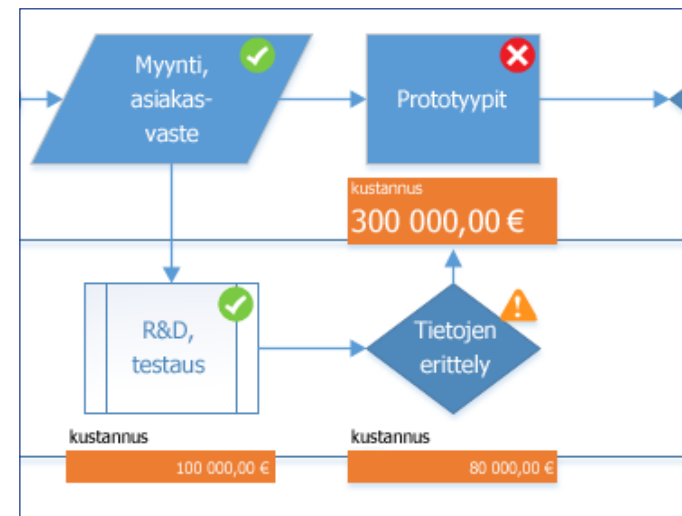 Myynti,
asiakas-
vaste
Prototyypit
kustannus
300 000,00 €
R&D,
testaus
Tietojen
erittely
kustannus
100 000,00 €
kustannus
80 000,00 €